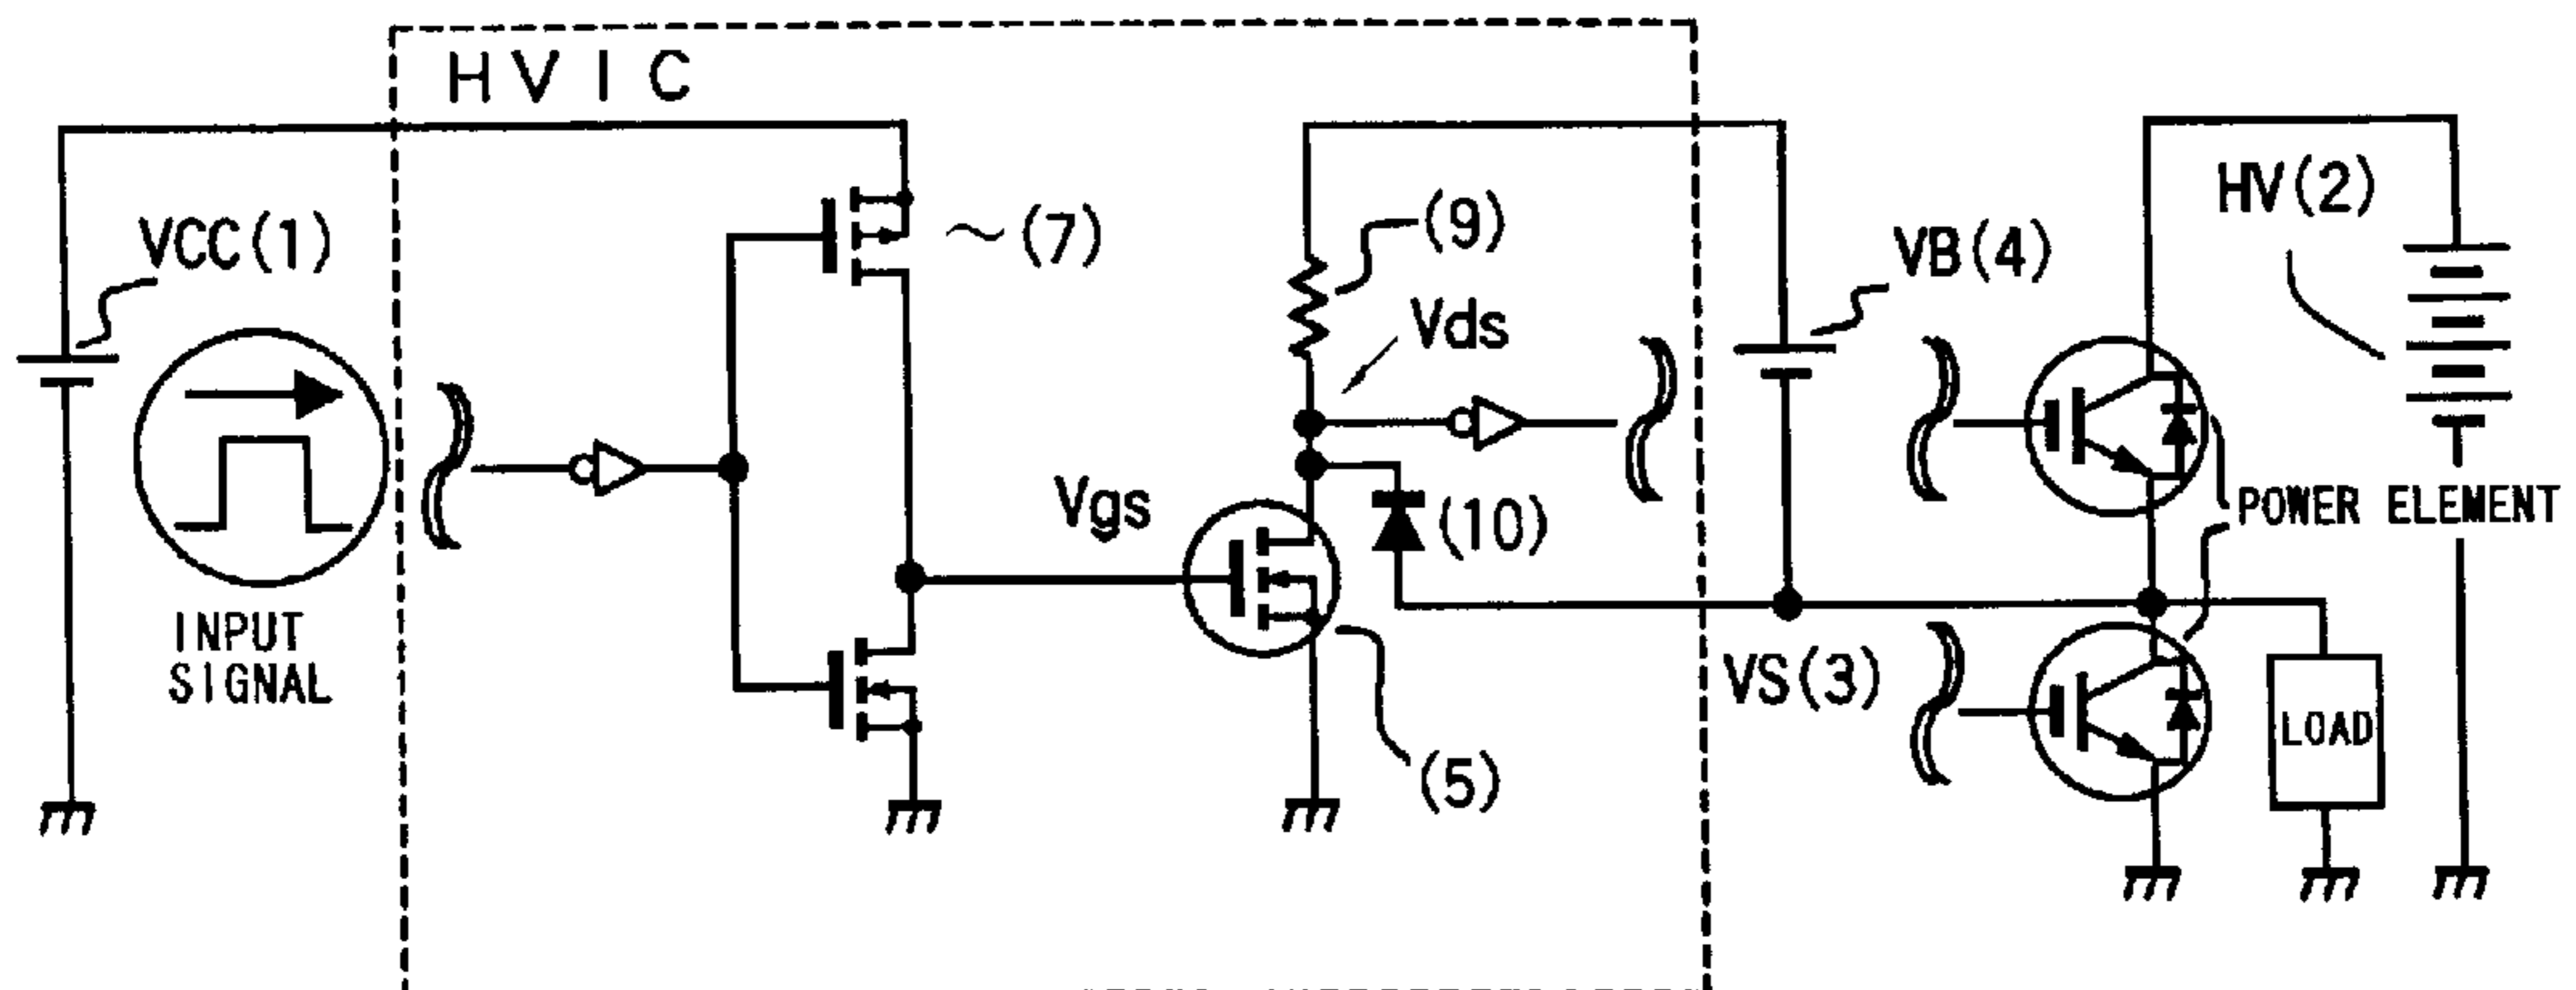 HVIC
VCC(1)
INPUT
SIGNAL
~(7)
Vgs
(9)
Vds
(10)
(5)
VB(4)
VS(3)
HV(2)
POWER ELEMENT
LOAD